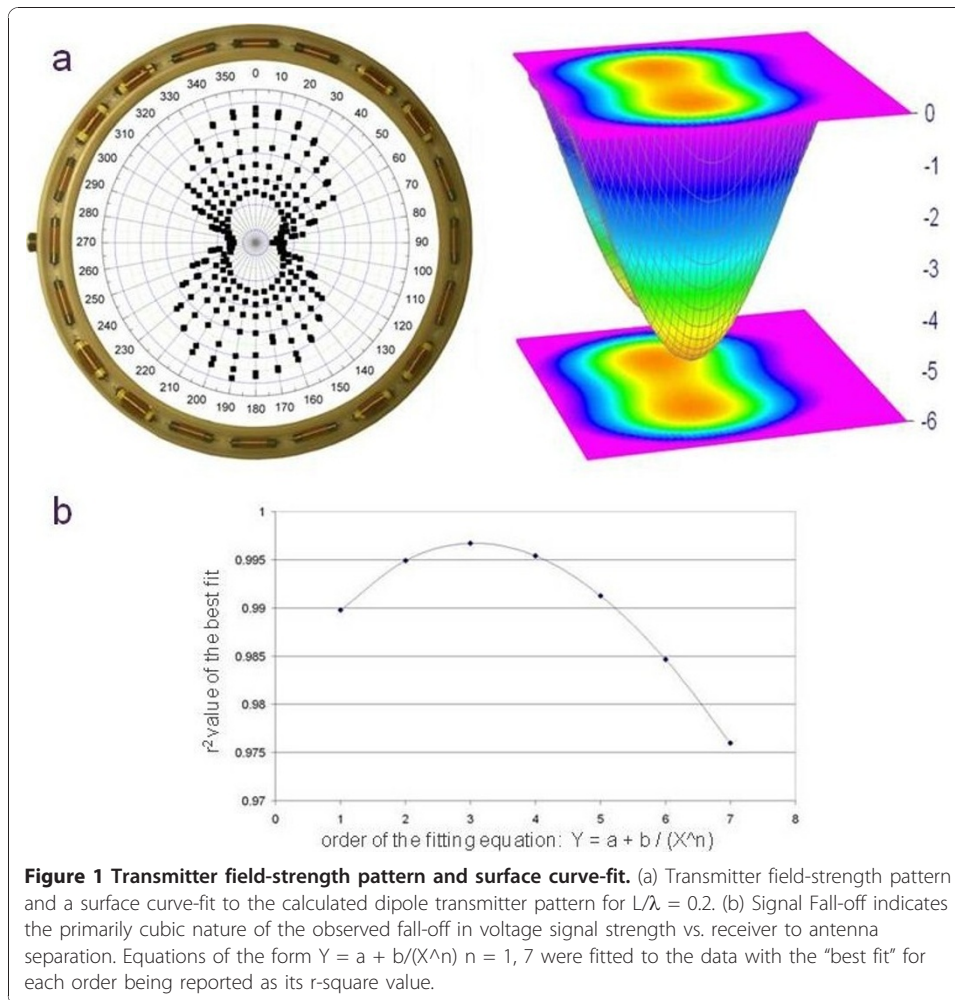 a
350 0 10
340 20
330 30
320 40
310 50
300 60
290 70
280 80
270 90
260 100
250 110
240 120
230 130
220 140
210 150
200 190 180 170 160
0
-1
-2
-3
-4
-5
-6
b
r² value of the best fit
1
0.995
0.99
0.985
0.98
0.975
0.97
0 1 2 3 4 5 6 7 8
order of the fitting equation: Y = a + b / (X^n)
Figure 1 Transmitter field-strength pattern and surface curve-fit. (a) Transmitter field-strength pattern
and a surface curve-fit to the calculated dipole transmitter pattern for L/λ = 0.2. (b) Signal Fall-off indicates
the primarily cubic nature of the observed fall-off in voltage signal strength vs. receiver to antenna
separation. Equations of the form Y = a + b/(X^n) n = 1, 7 were fitted to the data with the “best fit” for
each order being reported as its r-square value.